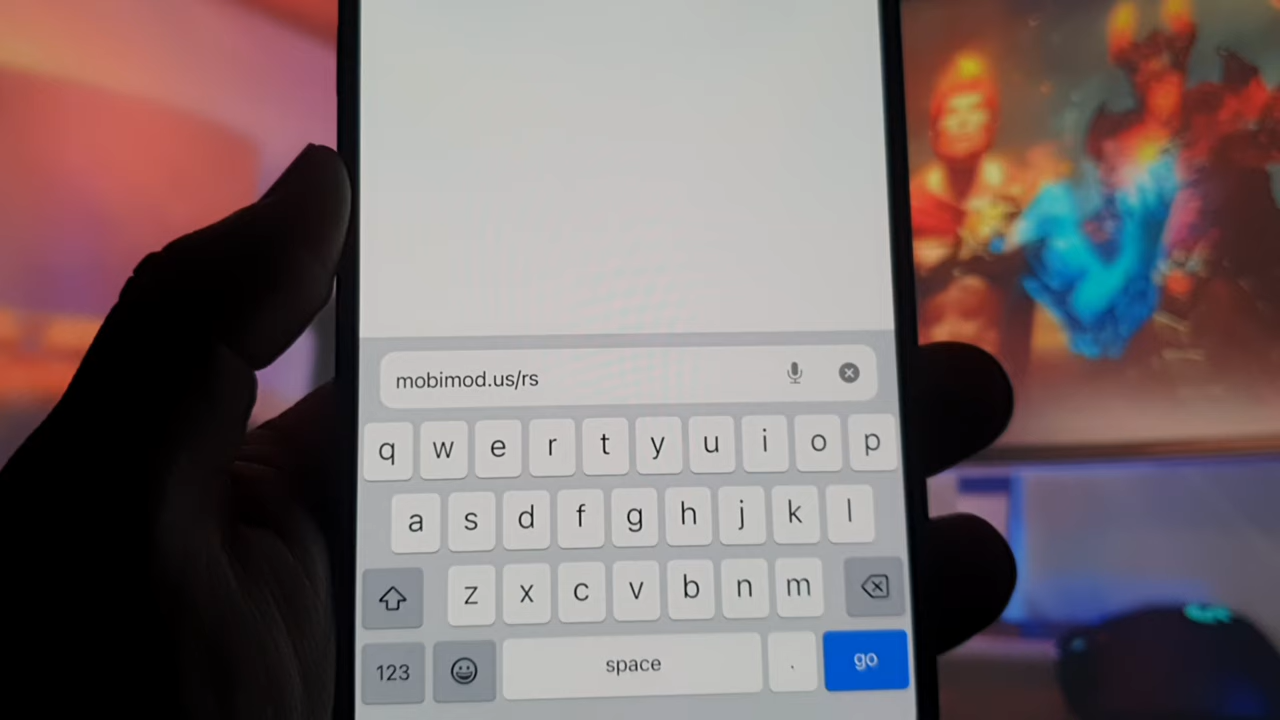 mobimod.us/rs
q w e r t y u i o p
a s d f g h j k l
z x c v b n m
123 space . go